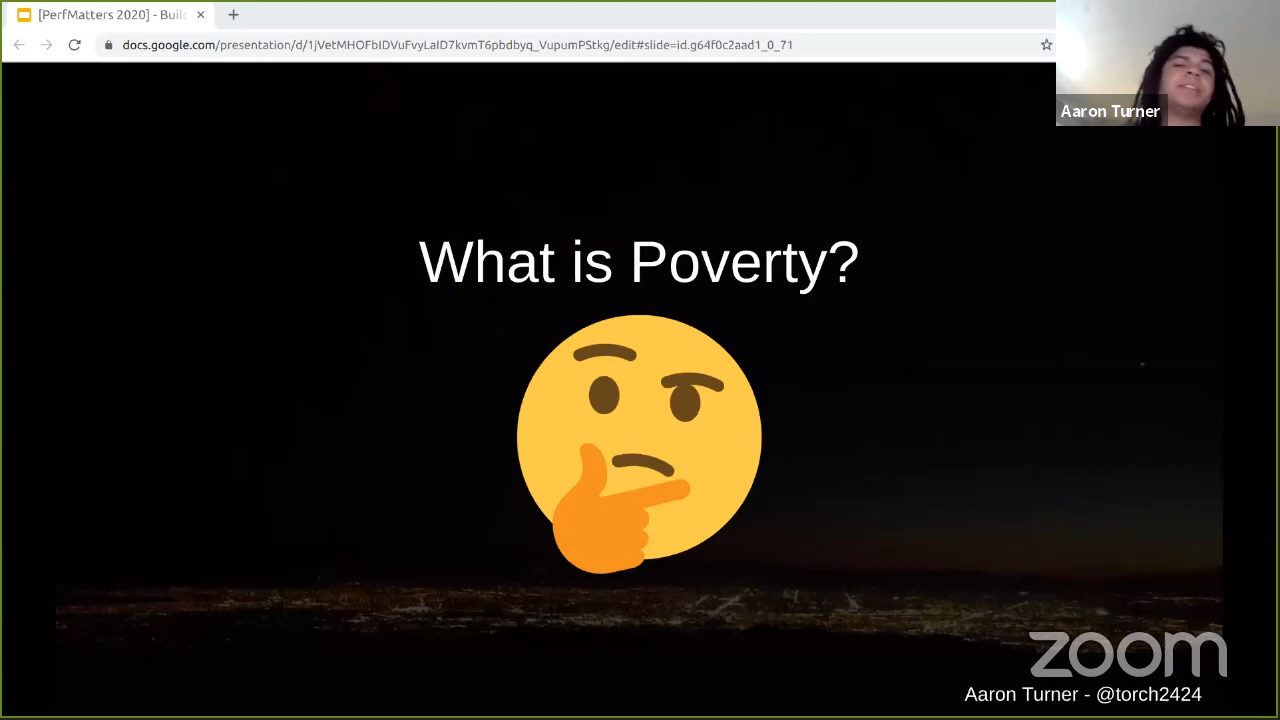 [PerfMatters 2020] - Buil
docs.google.com/presentation/d/1jVetMHOFbIDVuFvyLaID7kvmT6pbdbyq_VupumPStkg/edit#slide=id.g64f0c2aad1_0_71
Aaron Turner
What is Poverty?
zoom
Aaron Turner - @torch2424